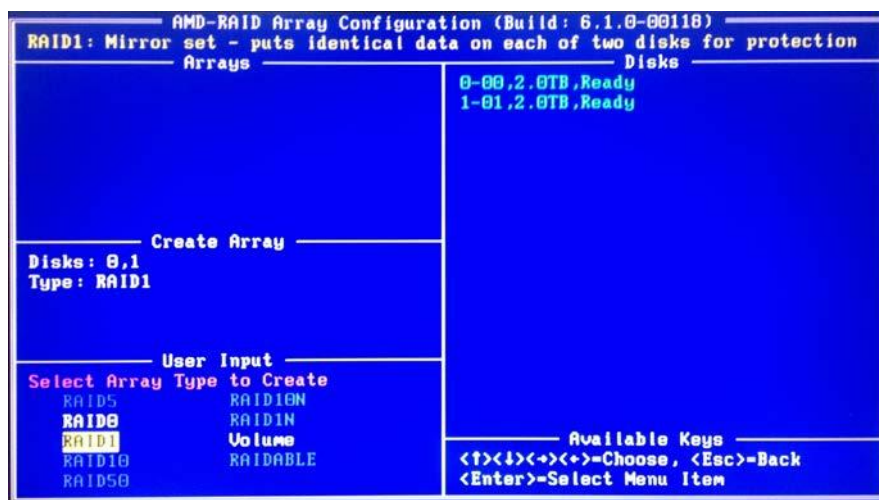 AMD-RAID Array Configuration (Build: 6.1.0-00118)
RAID1: Mirror set - puts identical data on each of two disks for protection
Arrays
Disks
0-00,2.0TB,Ready
1-01,2.0TB,Ready
Create Array
Disks: 0,1
Type: RAID1
User Input
Select Array Type to Create
RAID5 RAID10N
RAID0 RAID1N
RAID1 Volume
RAID10 RAIDABLE
RAID50
Available Keys
<↑><↓><→><←>=Choose, <Esc>=Back
<Enter>=Select Menu Item